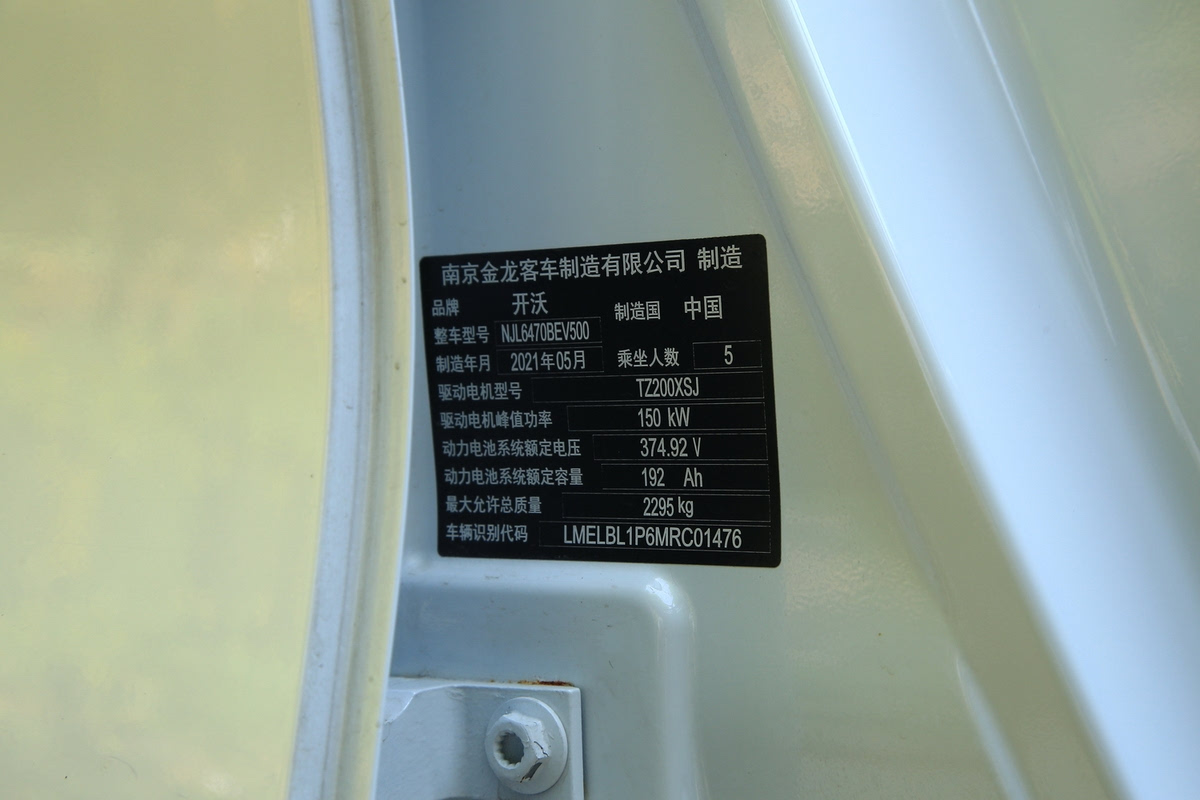 南京金龙客车制造有限公司 制造
品牌 开沃 制造国 中国
整车型号 NJL6470BEV500
制造年月 2021年05月 乘坐人数 5
驱动电机型号 TZ200XSJ
驱动电机峰值功率 150 kW
动力电池系统额定电压 374.92 V
动力电池系统额定容量 192 Ah
最大允许总质量 2295 kg
车辆识别代码 LMELBL1P6MRC01476